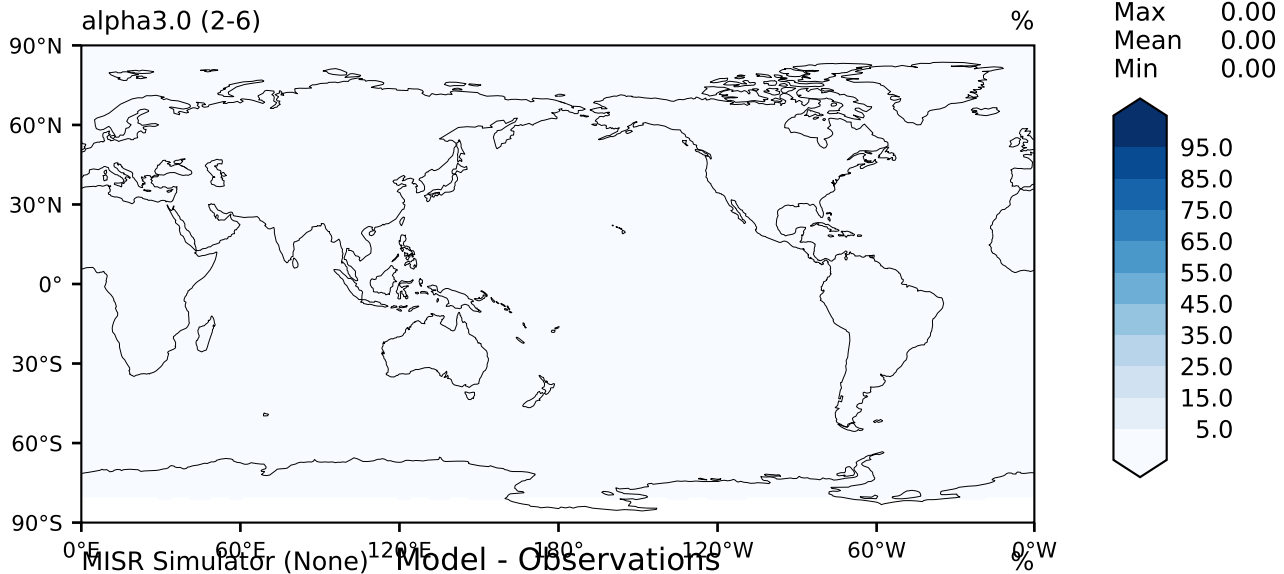 alpha3.0 (2-6) %
Max 0.00
Mean 0.00
Min 0.00
90°N
60°N
30°N
0°
30°S
60°S
90°S
95.0
85.0
75.0
65.0
55.0
45.0
35.0
25.0
15.0
5.0
0°E 60°E 120°E 180° 120°W 60°W 0°W
MISR Simulator (None) Model - Observations %